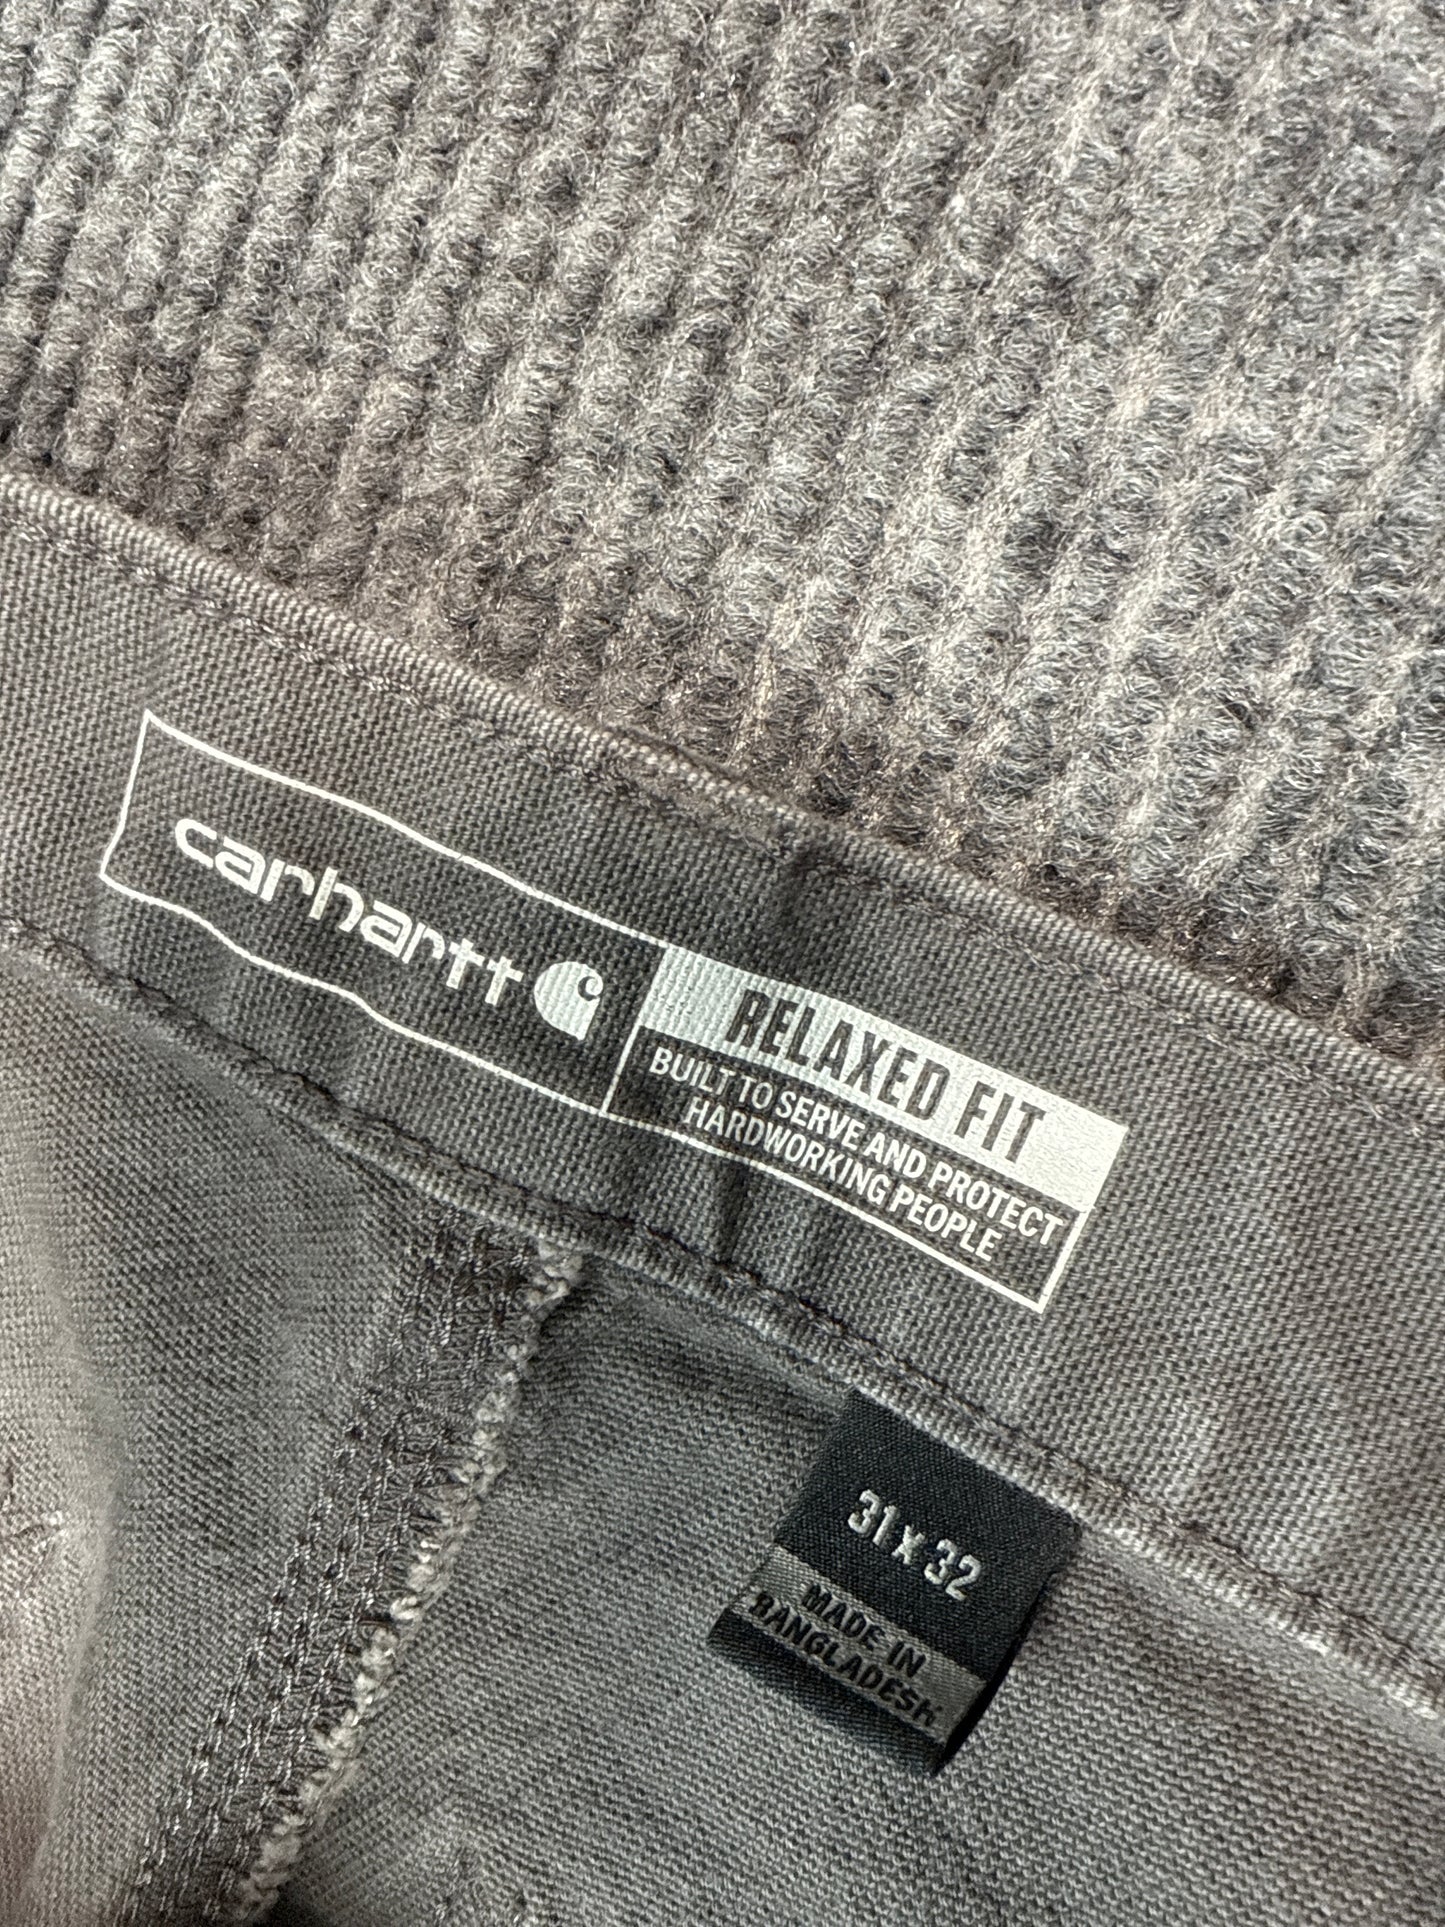 carhartt
RELAXED FIT
BUILT TO SERVE AND PROTECT
HARDWORKING PEOPLE
31 X 32
MADE IN
BANGLADESH